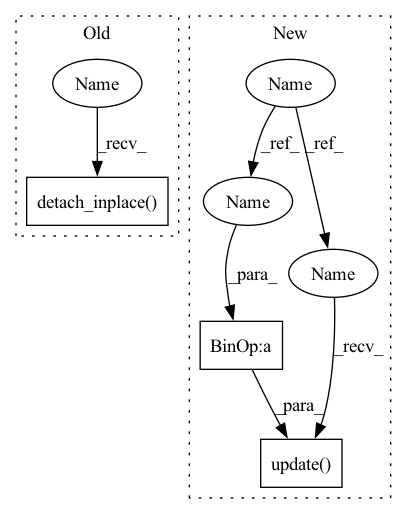 Old
New
Name
Name
_recv_
_ref_
_ref_
detach_inplace()
Name
Name
_para_
BinOp:a
_recv_
_para_
update()